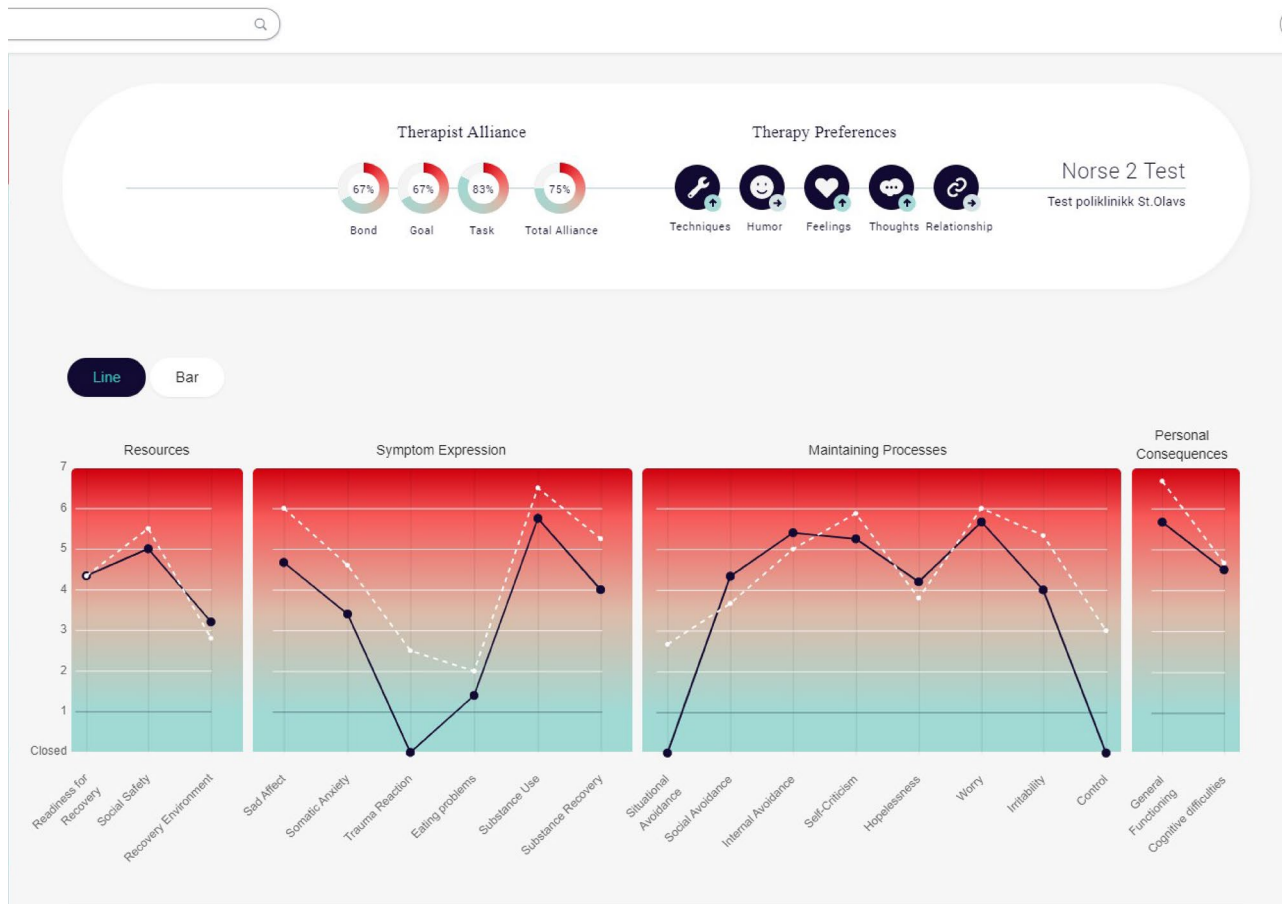 Therapist Alliance
Therapy Preferences
67%
67%
83%
75%
Bond
Goal
Task
Total Alliance
Techniques
Humor
Feelings
Thoughts
Relationship
Norse 2 Test
Test poliklinikk St.Olavs
Line
Bar
Resources
Symptom Expression
Maintaining Processes
Personal
Consequences
7
6
5
4
3
2
1
Closed
Readiness for
Recovery
Social Safety
Recovery Environment
Sad Affect
Somatic Anxiety
Trauma Reaction
Eating problems
Substance Use
Substance Recovery
Situational
Avoidance
Social Avoidance
Internal Avoidance
Self-Criticism
Hopelessness
Worry
Irritability
Control
General
Functioning
Cognitive difficulties